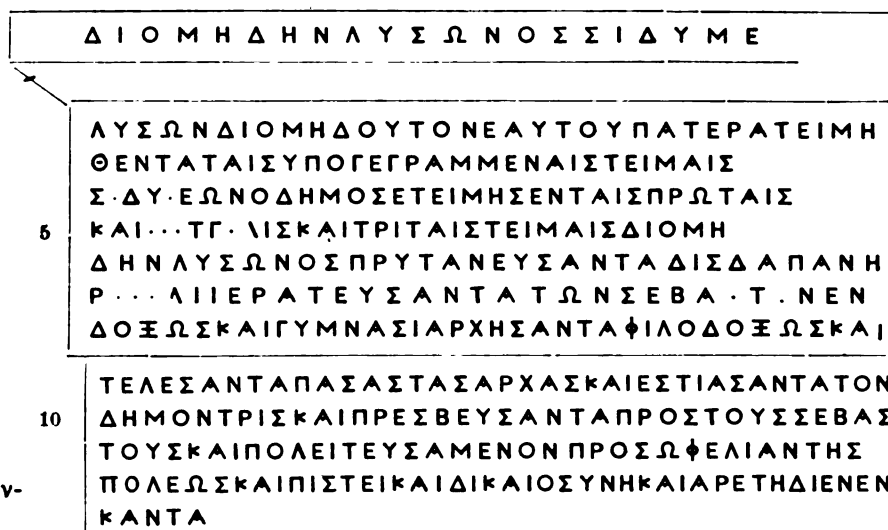 ΔΙΟΜΗΔΗΝΛΥΣΩΝΟΣΣΙΔΥΜΕ
ΛΥΣΩΝΔΙΟΜΗΔΟΥΤΟΝΕΑΥΤΟΥΠΑΤΕΡΑΤΕΙΜΗ
ΘΕΝΤΑΤΑΙΣΥΠΟΓΕΓΡΑΜΜΕΝΑΙΣΤΕΙΜΑΙΣ
Σ·ΔΥ·ΕΩΝΟΔΗΜΟΣΕΤΕΙΜΗΣΕΝΤΑΙΣΠΡΩΤΑΙΣ
5 ΚΑΙ···ΤΓ·\ΙΣΚΑΙΤΡΙΤΑΙΣΤΕΙΜΑΙΣΔΙΟΜΗ
ΔΗΝΛΥΣΩΝΟΣΠΡΥΤΑΝΕΥΣΑΝΤΑΔΙΣΔΑΠΑΝΗ
Ρ···ΛΙΙΕΡΑΤΕΥΣΑΝΤΑΤΩΝΣΕΒΑ·Τ.ΝΕΝ
ΔΟΞΩΣΚΑΙΓΥΜΝΑΣΙΑΡΧΗΣΑΝΤΑΦΙΛΟΔΟΞΩΣΚΑΙ
ΤΕΛΕΣΑΝΤΑΠΑΣΑΣΤΑΣΑΡΧΑΣΚΑΙΕΣΤΙΑΣΑΝΤΑΤΟΝ
10 ΔΗΜΟΝΤΡΙΣΚΑΙΠΡΕΣΒΕΥΣΑΝΤΑΠΡΟΣΤΟΥΣΣΕΒΑΣ
ΤΟΥΣΚΑΙΠΟΛΕΙΤΕΥΣΑΜΕΝΟΝΠΡΟΣΩΦΕΛΙΑΝΤΗΣ
ν- ΠΟΛΕΩΣΚΑΙΠΙΣΤΕΙΚΑΙΔΙΚΑΙΟΣΥΝΗΚΑΙΑΡΕΤΗΔΙΕΝΕΝ
ΚΑΝΤΑ